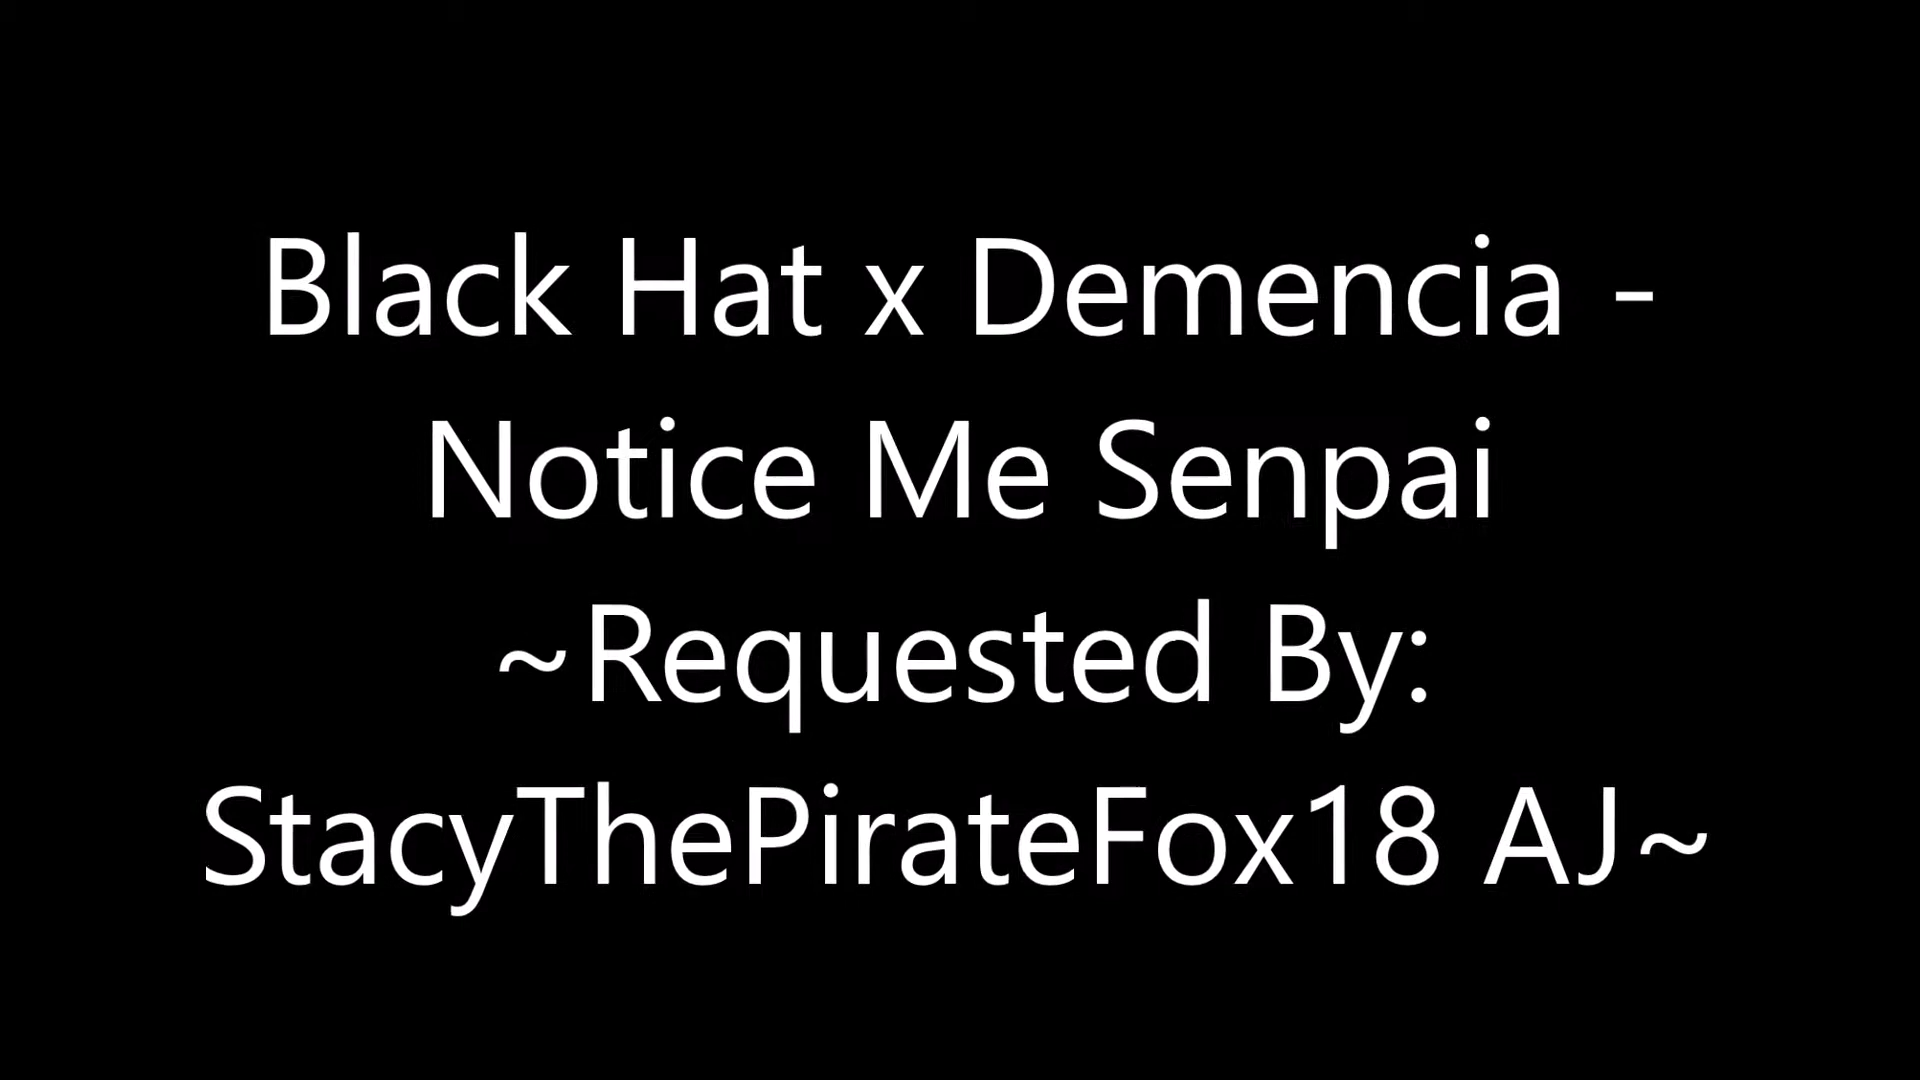 Black Hat x Demencia -
Notice Me Senpai
~Requested By:
StacyThePirateFox18 AJ~